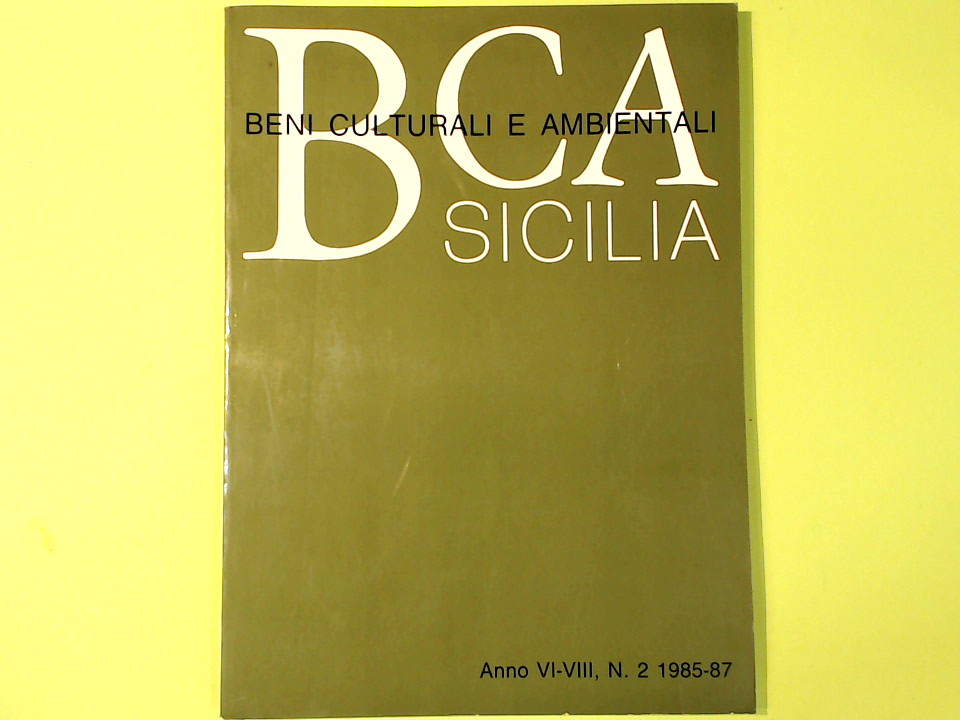 BCA
BENI CULTURALI E AMBIENTALI
SICILIA
Anno VI-VIII, N. 2 1985-87